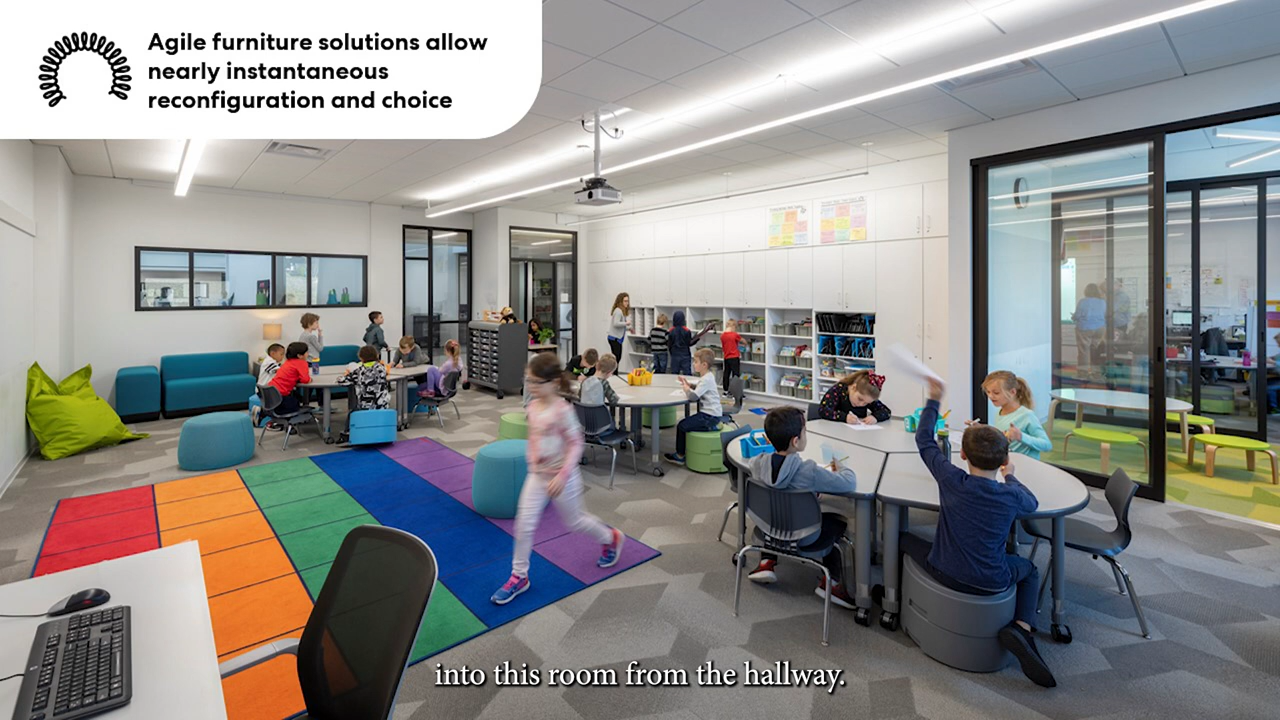 Agile furniture solutions allow
nearly instantaneous
reconfiguration and choice
into this room from the hallway.